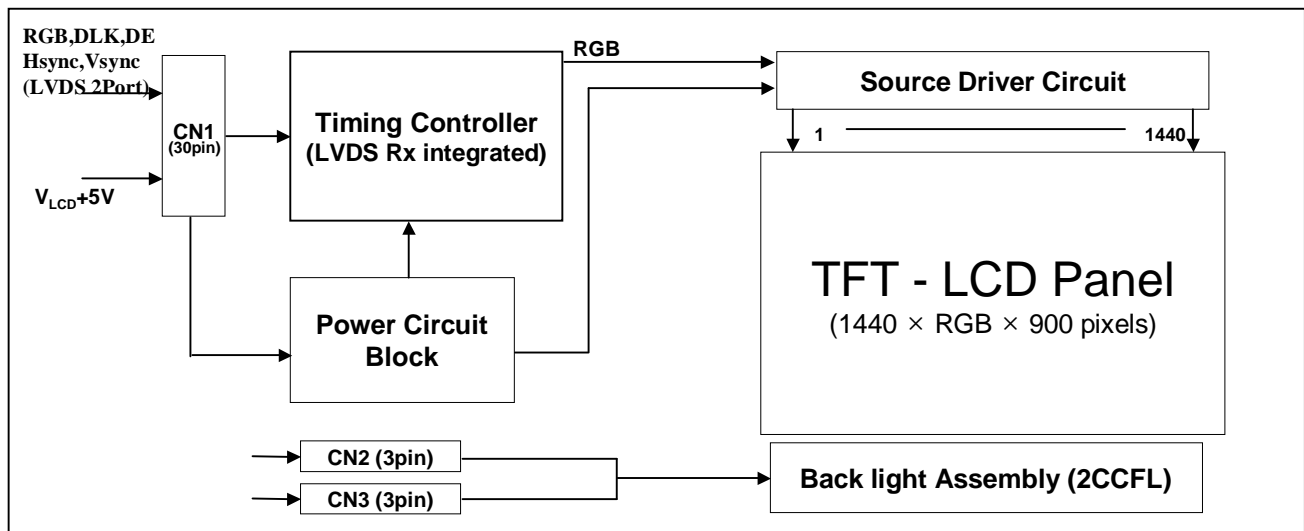 RGB,DLK,DE
Hsync,Vsync
(LVDS 2Port)
VLCD+5V
CN1
(30pin)
Timing Controller
(LVDS Rx integrated)
RGB
Source Driver Circuit
1
1440
Power Circuit
Block
TFT - LCD Panel
(1440 × RGB × 900 pixels)
CN2 (3pin)
CN3 (3pin)
Back light Assembly (2CCFL)